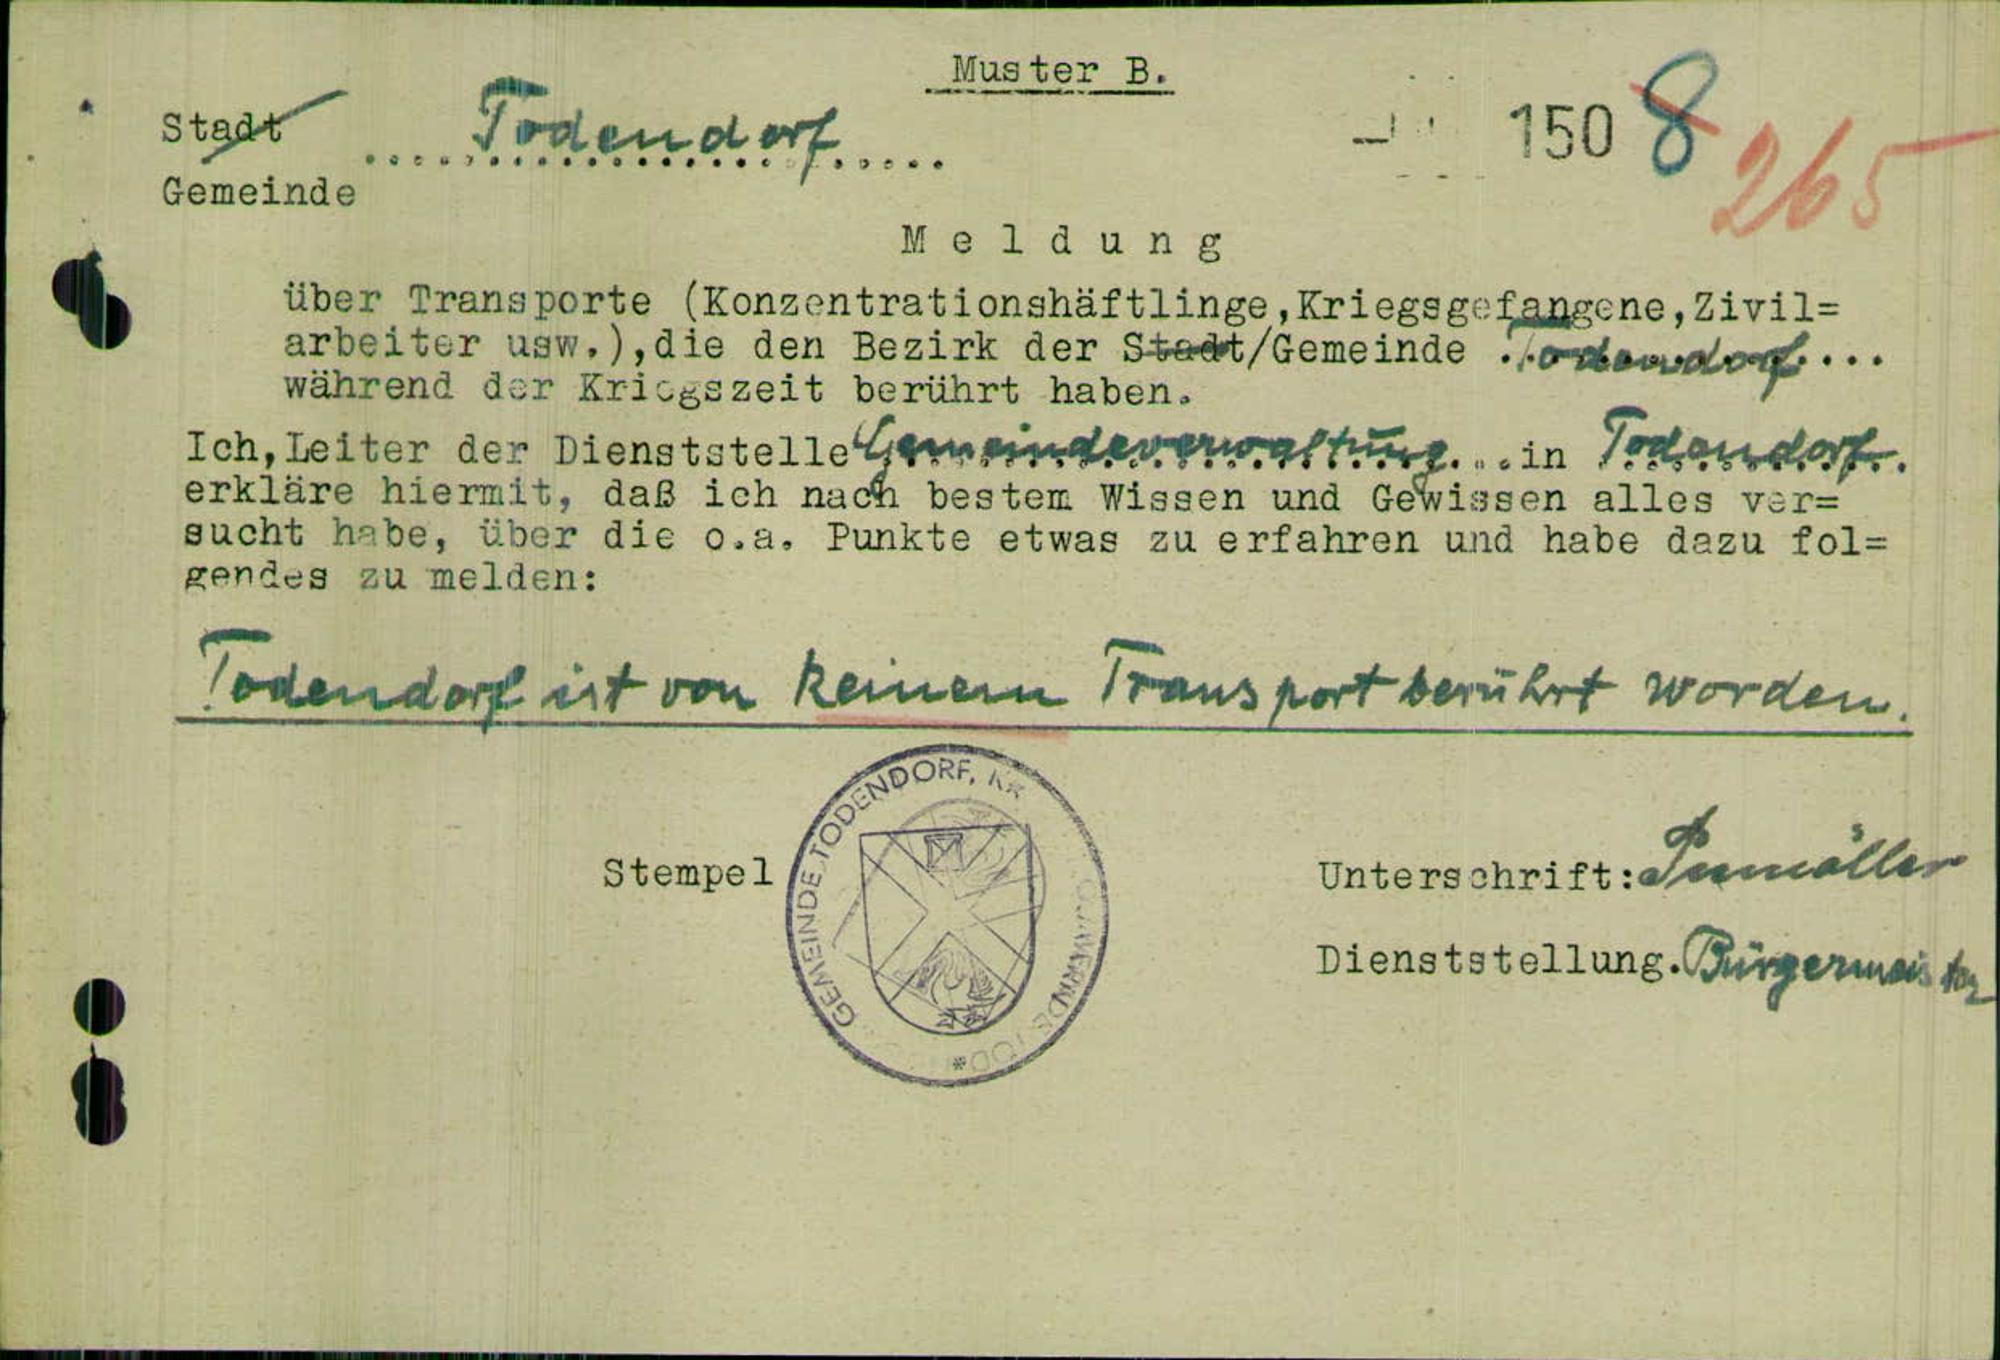 Muster B.
Stadt Todendorf
150 8 265
Gemeinde
Meldung
über Transporte (Konzentrationshäftlinge,Kriegsgefangene,Zivil=
arbeiter usw.),die den Bezirk der Stadt/Gemeinde Todendorf....
während der Kriegszeit berührt haben.
Ich,Leiter der Dienststelle Gemeindeverwaltung...in Todendorf.
erkläre hiermit, daß ich nach bestem Wissen und Gewissen alles ver=
sucht habe, über die o.a. Punkte etwas zu erfahren und habe dazu fol=
gendes zu melden:
Todendorf ist von keinem Transport berührt worden.
GEMEINDE TODENDORF, KR
Stempel
Unterschrift:
Dienststellung. Bürgermeister